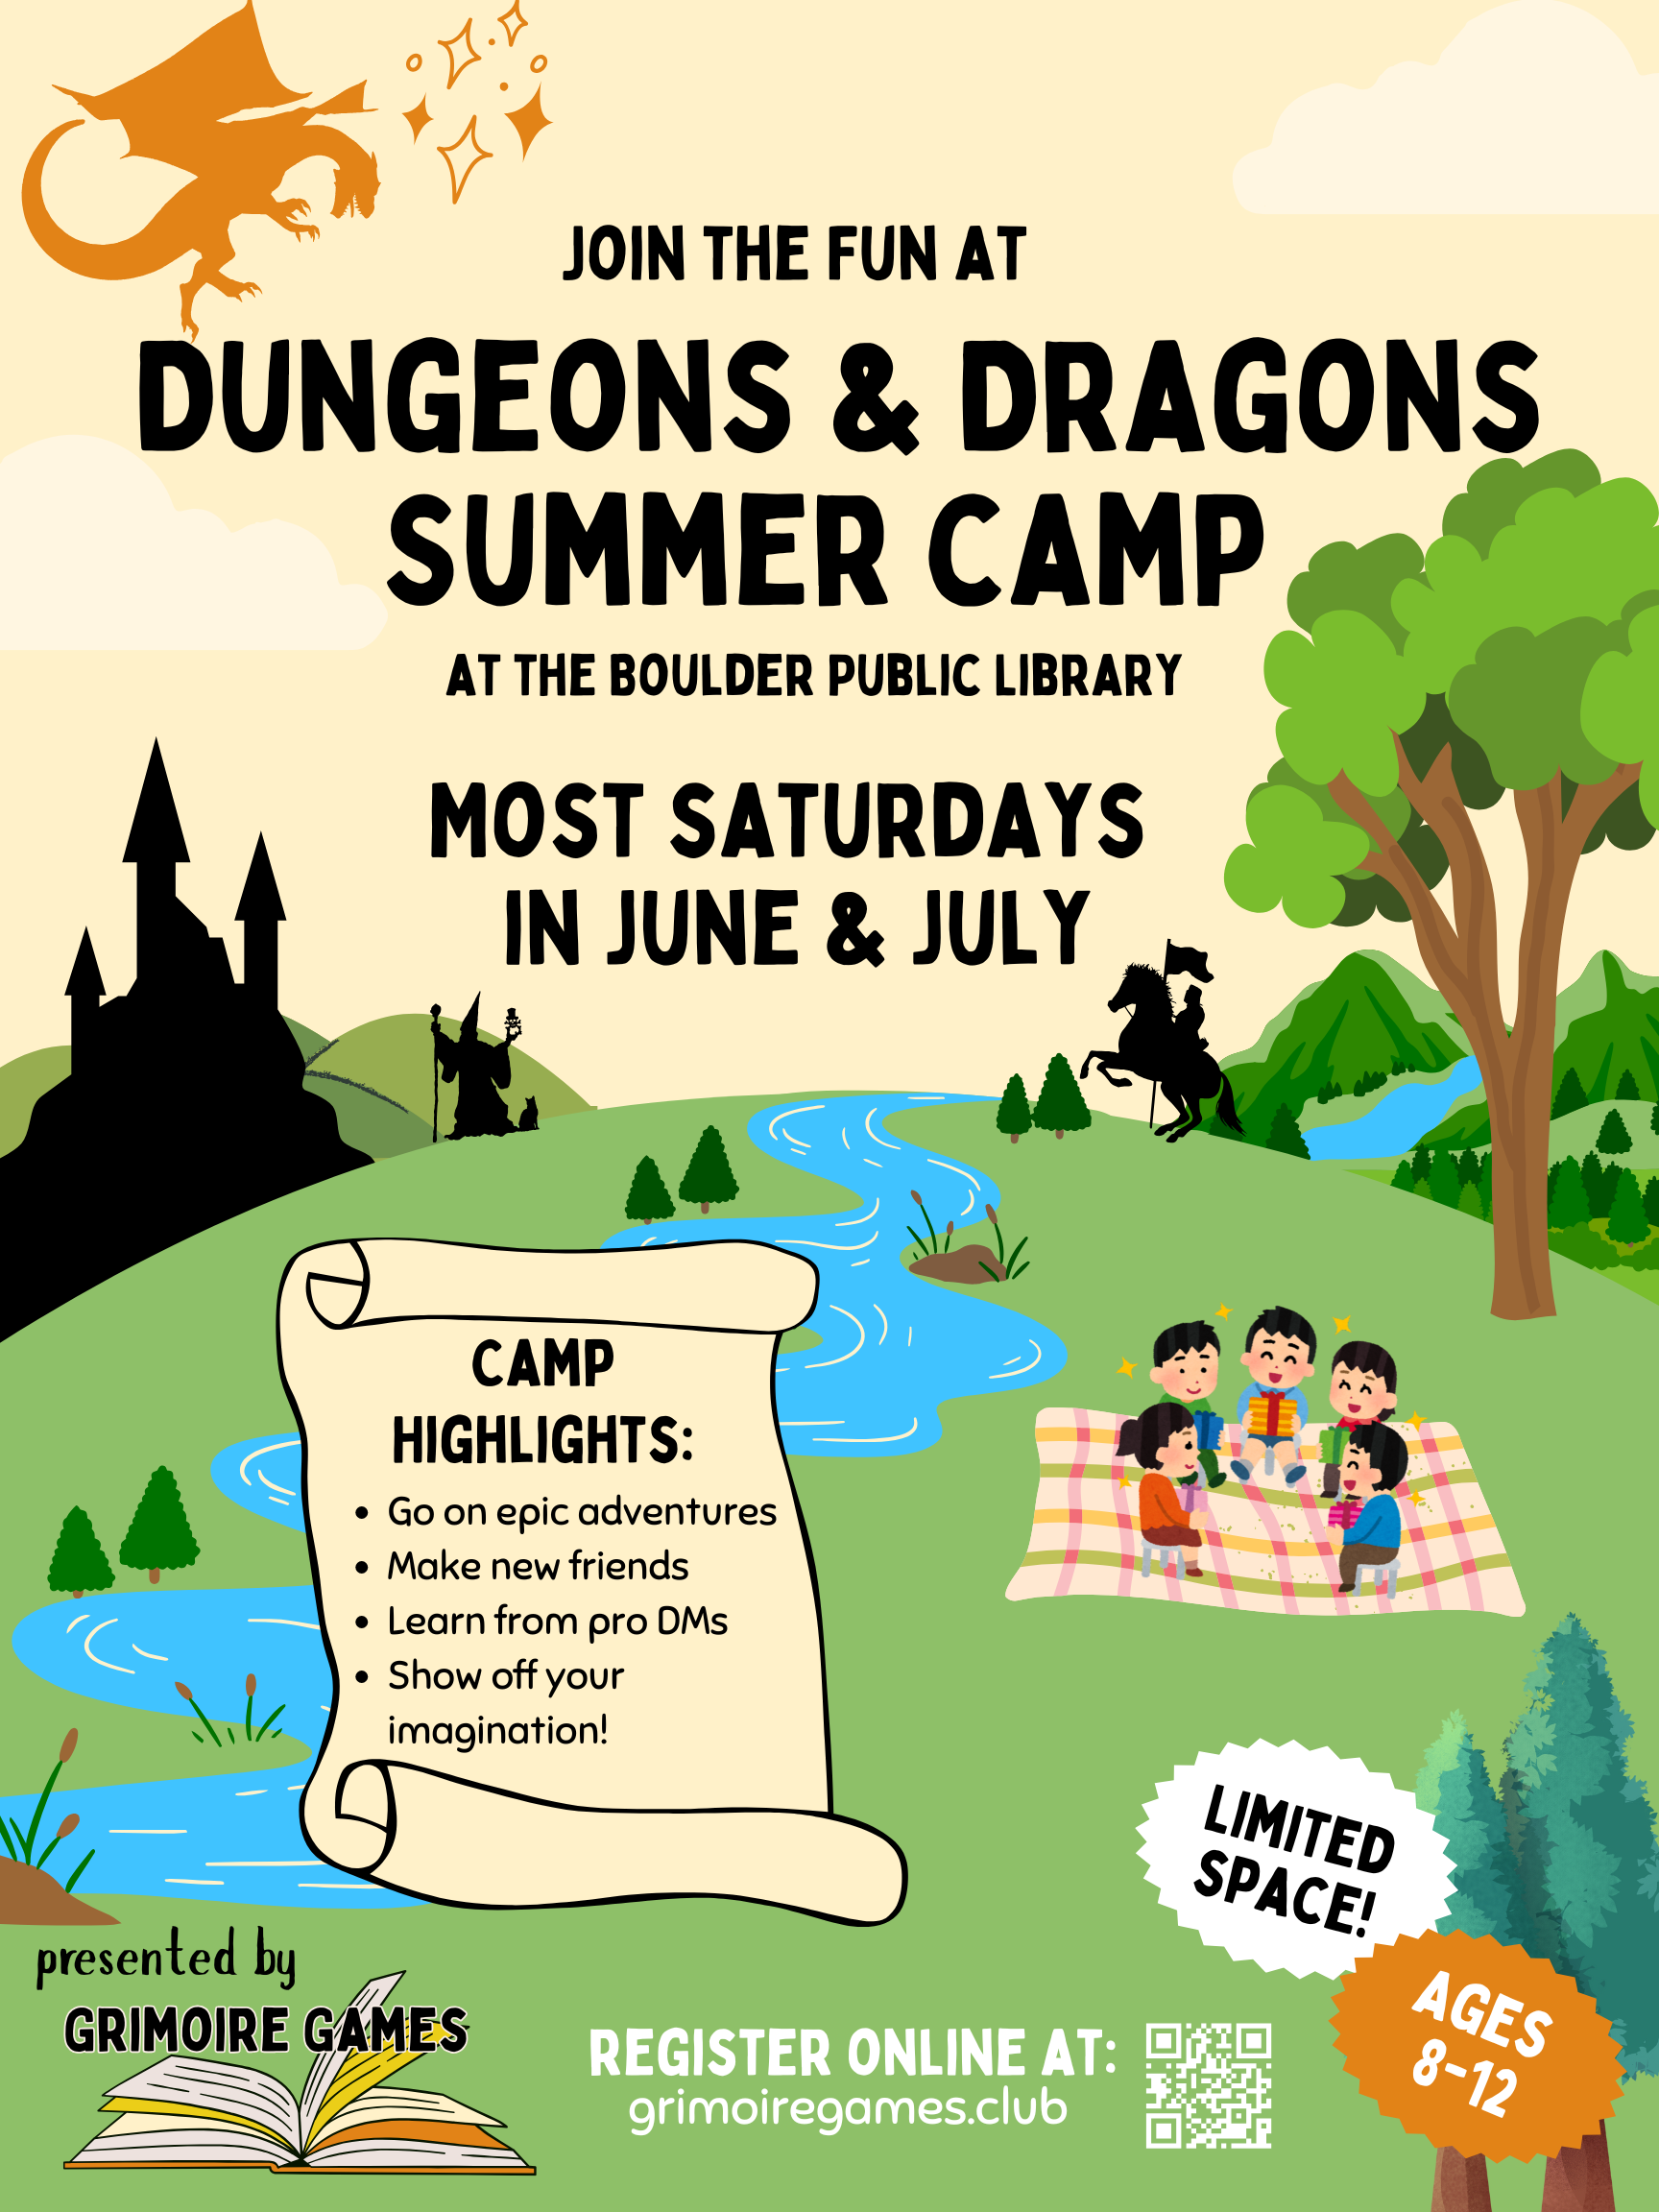 JOIN THE FUN AT
DUNGEONS & DRAGONS
SUMMER CAMP
AT THE BOULDER PUBLIC LIBRARY
MOST SATURDAYS
IN JUNE & JULY
CAMP
HIGHLIGHTS:
• Go on epic adventures
• Make new friends
• Learn from pro DMs
• Show off your
imagination!
LIMITED
SPACE!
AGES
8-12
presented by
GRIMOIRE GAMES
REGISTER ONLINE AT:
grimoiregames.club